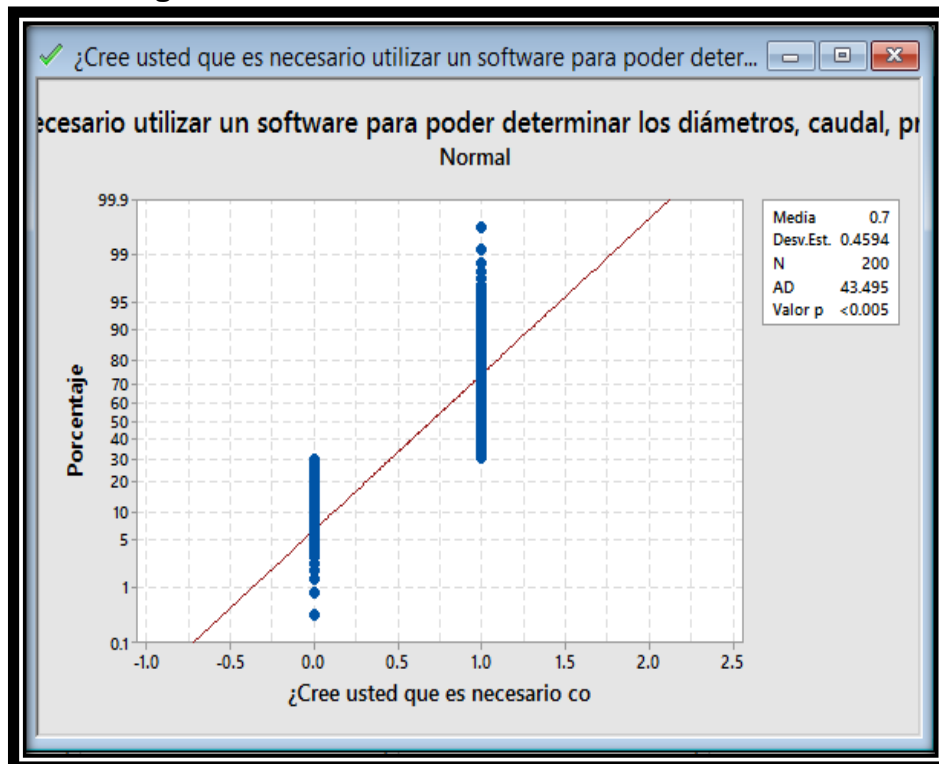 ¿Cree usted que es necesario utilizar un software para poder deter...
ecesario utilizar un software para poder determinar los diámetros, caudal, pr
Normal
99.9
99
95
90
80
70
60
50
40
30
20
10
5
1
0.1
Porcentaje
-1.0 -0.5 0.0 0.5 1.0 1.5 2.0 2.5
¿Cree usted que es necesario co
Media 0.7
Desv.Est. 0.4594
N 200
AD 43.495
Valor p <0.005